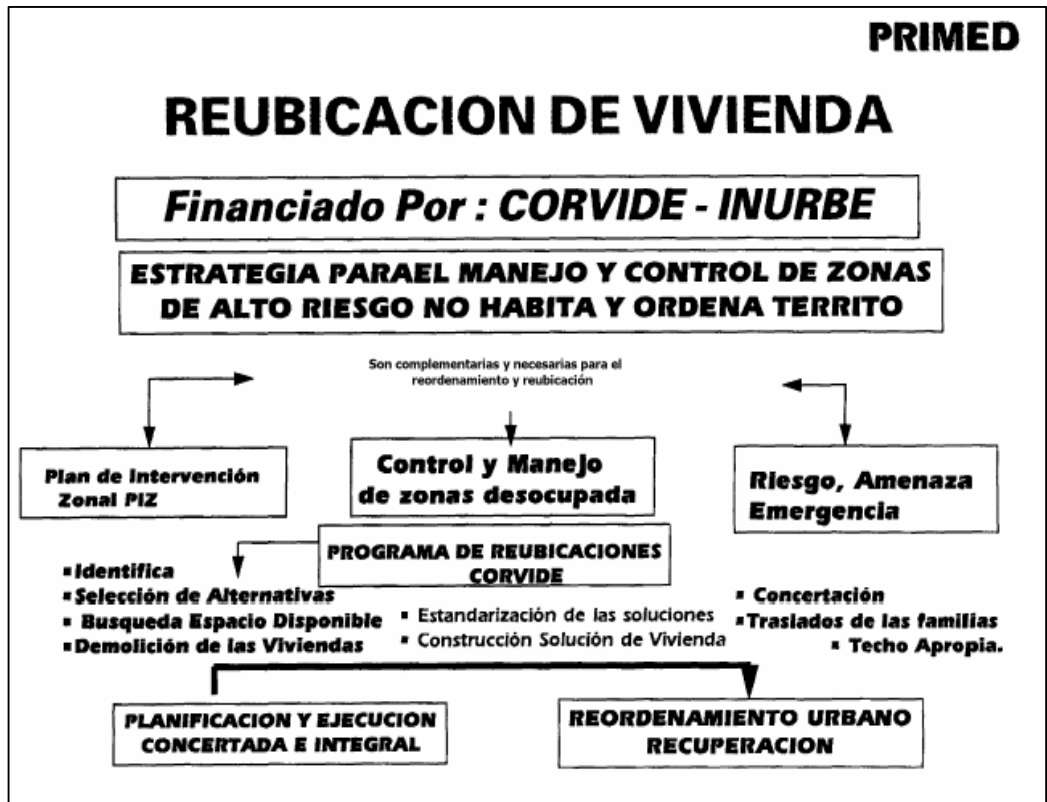 PRIMED
REUBICACION DE VIVIENDA
Financiado Por : CORVIDE - INURBE
ESTRATEGIA PARAEL MANEJO Y CONTROL DE ZONAS
DE ALTO RIESGO NO HABITA Y ORDENA TERRITO
Son complementarias y necesarias para el
reordenamiento y reubicación
Plan de Intervención
Zonal PIZ
Control y Manejo
de zonas desocupada
Riesgo, Amenaza
Emergencia
PROGRAMA DE REUBICACIONES
CORVIDE
▪ Identifica
▪ Selección de Alternativas
▪ Busqueda Espacio Disponible
▪ Demolición de las Viviendas
▪ Estandarización de las soluciones
▪ Construcción Solución de Vivienda
▪ Concertación
▪ Traslados de las familias
▪ Techo Apropia.
PLANIFICACION Y EJECUCION
CONCERTADA E INTEGRAL
REORDENAMIENTO URBANO
RECUPERACION